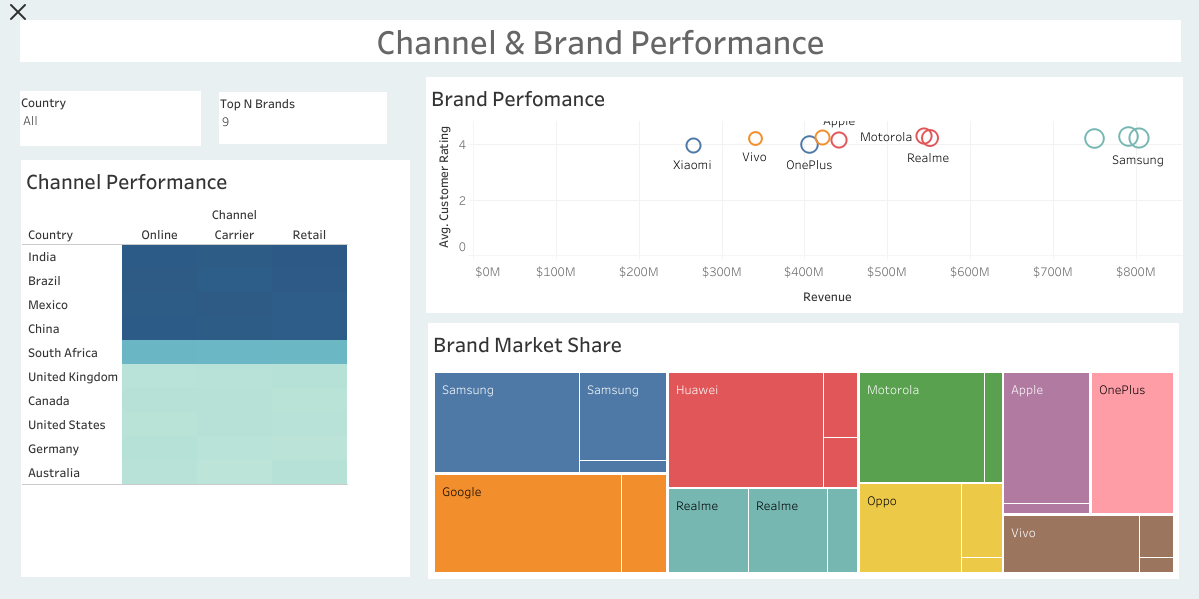 Channel & Brand Performance
Country
All
Top N Brands
9
Channel Performance
Channel
Country Online Carrier Retail
India
Brazil
Mexico
China
South Africa
United Kingdom
Canada
United States
Germany
Australia
Brand Perfomance
Avg. Customer Rating
4
2
0
Apple
Motorola
Xiaomi
Vivo
OnePlus
Realme
Samsung
$0M $100M $200M $300M $400M $500M $600M $700M $800M
Revenue
Brand Market Share
Samsung Samsung Huawei Motorola Apple OnePlus
Google Realme Realme Oppo Vivo